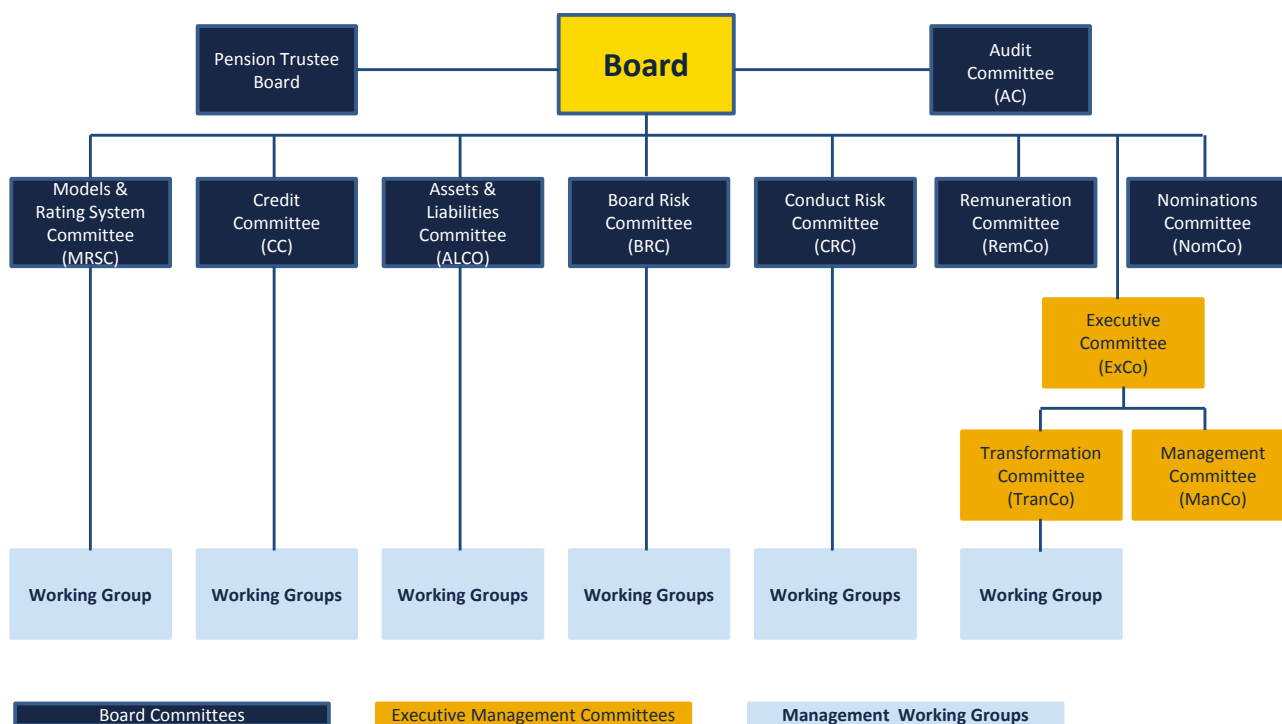 Pension Trustee
Board
Board
Audit
Committee
(AC)
Models &
Rating System
Committee
(MRSC)
Credit
Committee
(CC)
Assets &
Liabilities
Committee
(ALCO)
Board Risk
Committee
(BRC)
Conduct Risk
Committee
(CRC)
Remuneration
Committee
(RemCo)
Nominations
Committee
(NomCo)
Executive
Committee
(ExCo)
Transformation
Committee
(TranCo)
Management
Committee
(ManCo)
Working Group
Working Groups
Working Groups
Working Groups
Working Groups
Working Group
Board Committees
Executive Management Committees
Management Working Groups